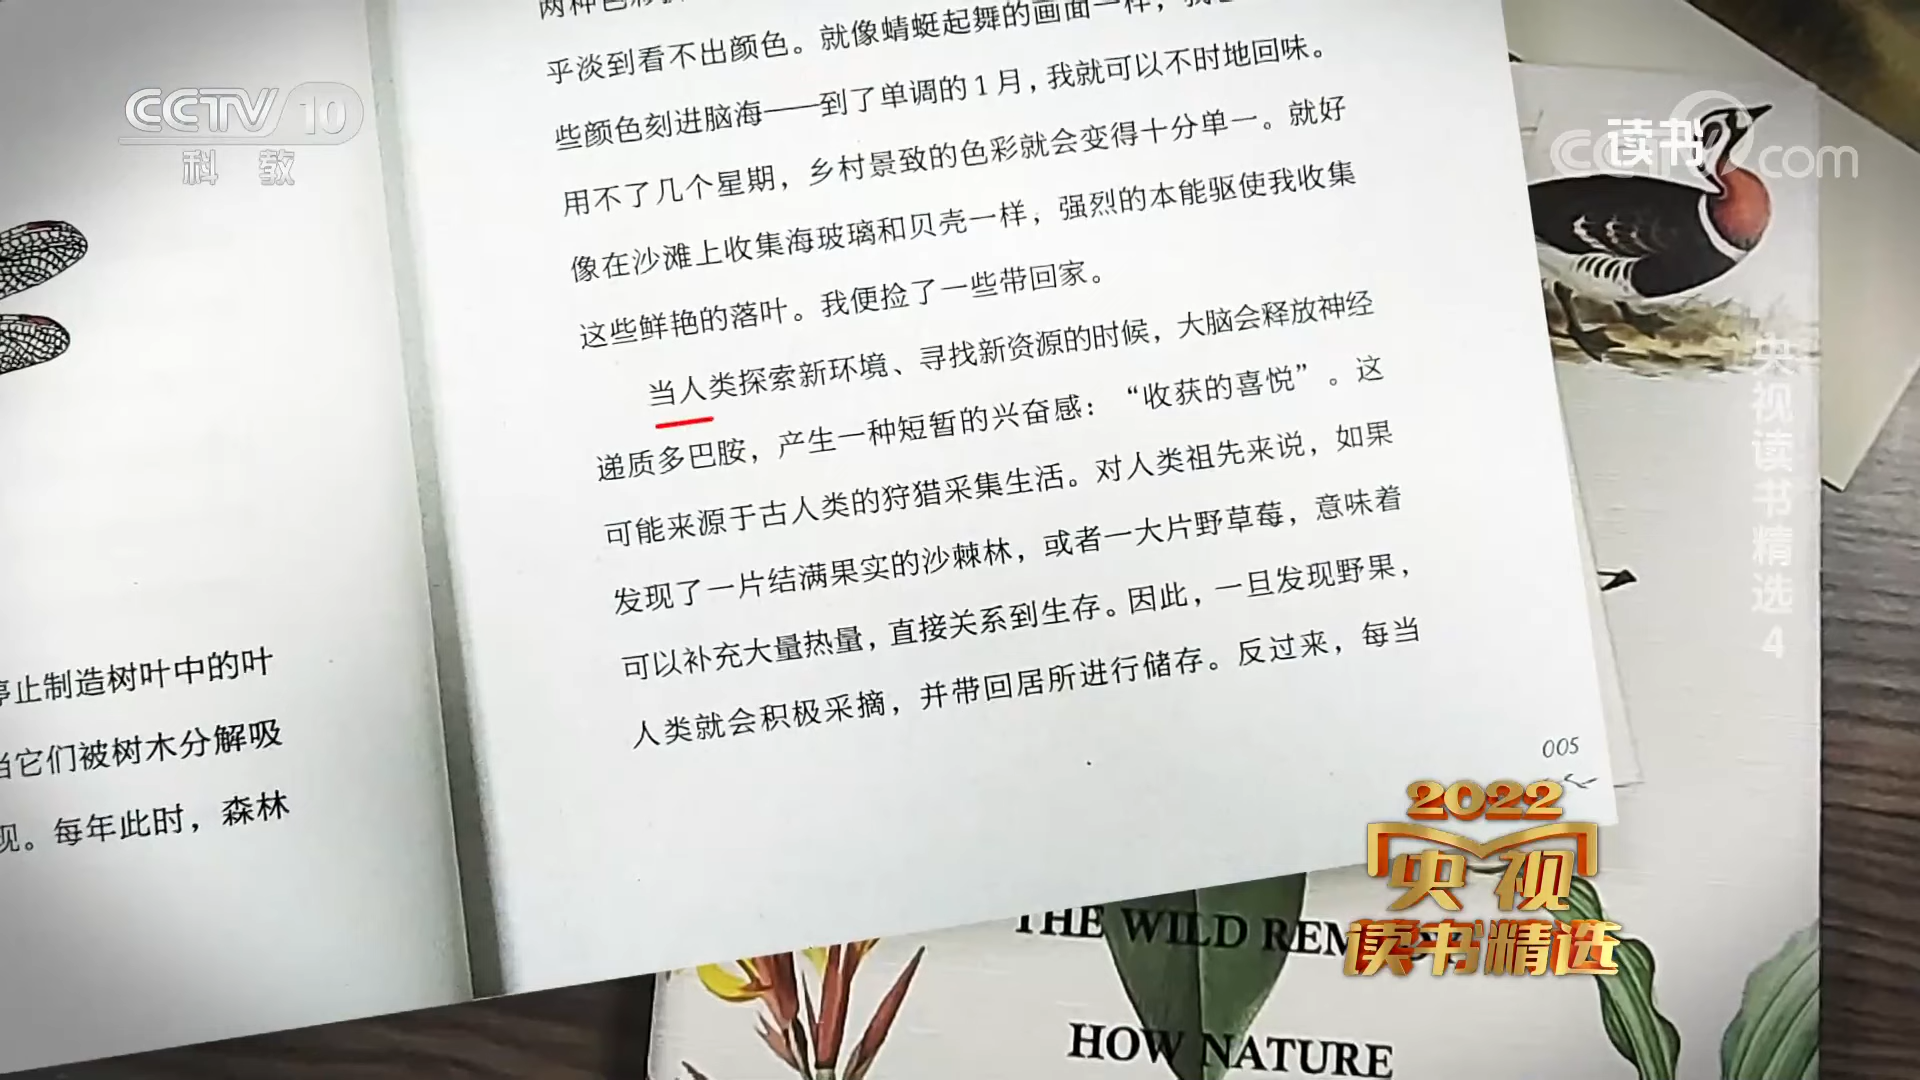 CCTV 10
科 教
读书
CCTV com
央视读书精选 4
平淡到看不出颜色。就像蜻蜓起舞的画面一样，我
些颜色刻进脑海——到了单调的1月，我就可以不时地回味。
用不了几个星期，乡村景致的色彩就会变得十分单一。就好
像在沙滩上收集海玻璃和贝壳一样，强烈的本能驱使我收集
这些鲜艳的落叶。我便捡了一些带回家。
当人类探索新环境、寻找新资源的时候，大脑会释放神经
递质多巴胺，产生一种短暂的兴奋感：“收获的喜悦”。这
可能来源于古人类的狩猎采集生活。对人类祖先来说，如果
发现了一片结满果实的沙棘林，或者一大片野草莓，意味着
可以补充大量热量，直接关系到生存。因此，一旦发现野果，
人类就会积极采摘，并带回居所进行储存。反过来，每当
005
停止制造树叶中的叶
当它们被树木分解吸
现。每年此时，森林
2022
央视
读书精选
THE WILD REM
HOW NATURE